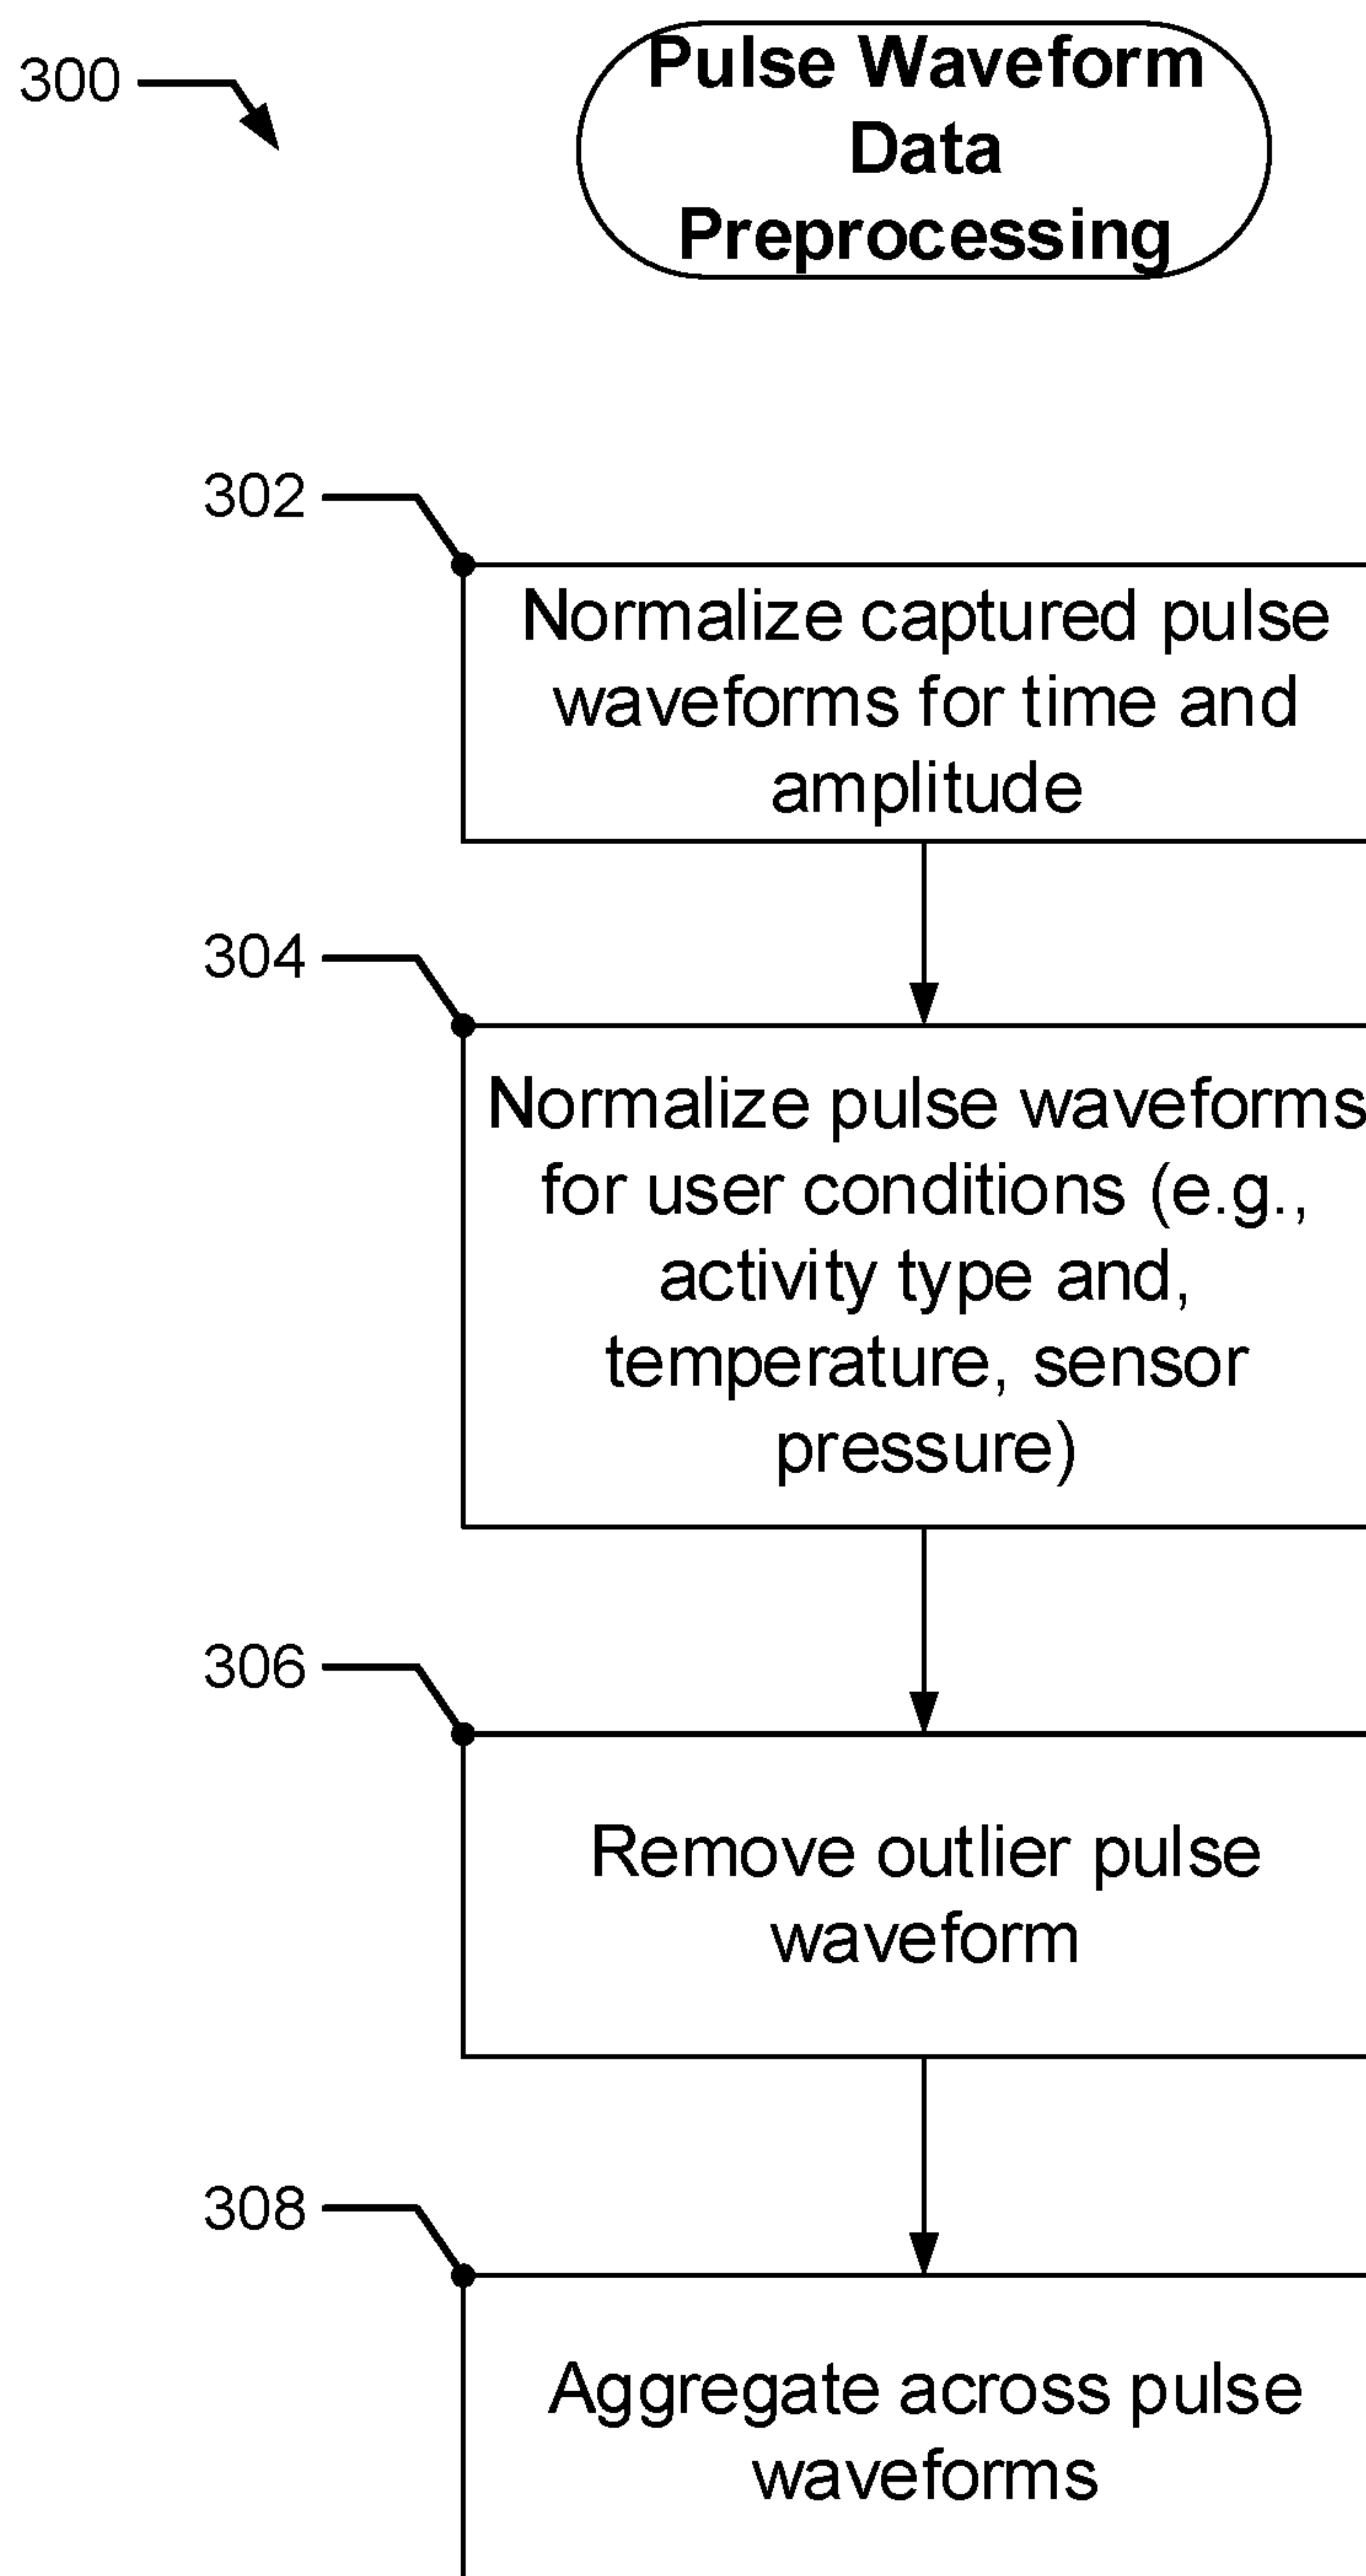 300
Pulse Waveform
Data
Preprocessing
302
Normalize captured pulse
waveforms for time and
amplitude
304
Normalize pulse waveforms
for user conditions (e.g.,
activity type and,
temperature, sensor
pressure)
306
Remove outlier pulse
waveform
308
Aggregate across pulse
waveforms